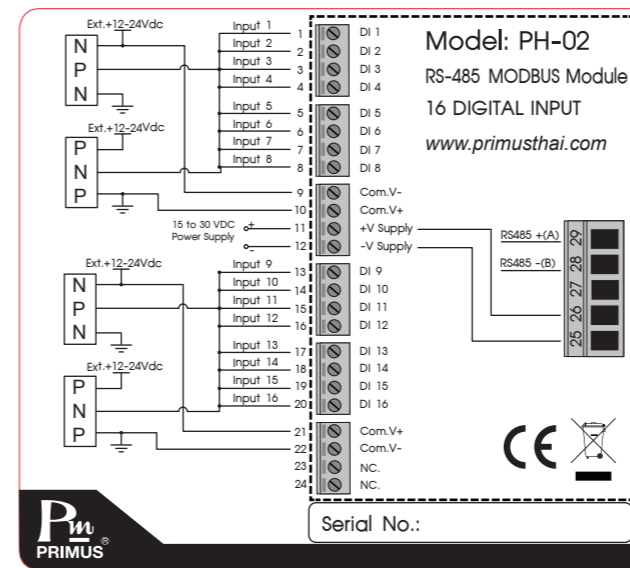 Ext.+12-24Vdc
N
P
N
Ext.+12-24Vdc
P
N
P
Input 1
Input 2
Input 3
Input 4
Input 5
Input 6
Input 7
Input 8
15 to 30 VDC
Power Supply
+
-
1 DI 1
2 DI 2
3 DI 3
4 DI 4
5 DI 5
6 DI 6
7 DI 7
8 DI 8
9 Com.V-
10 Com.V+
11 +V Supply
12 -V Supply
Ext.+12-24Vdc
N
P
N
Ext.+12-24Vdc
P
N
P
Input 9
Input 10
Input 11
Input 12
Input 13
Input 14
Input 15
Input 16
13 DI 9
14 DI 10
15 DI 11
16 DI 12
17 DI 13
18 DI 14
19 DI 15
20 DI 16
21 Com.V+
22 Com.V-
23 NC.
24 NC.
Model: PH-02
RS-485 MODBUS Module
16 DIGITAL INPUT
www.primusthai.com
RS485 +(A) 29
RS485 -(B) 28
27
26
25
CE
Pm
PRIMUS ®
Serial No.: